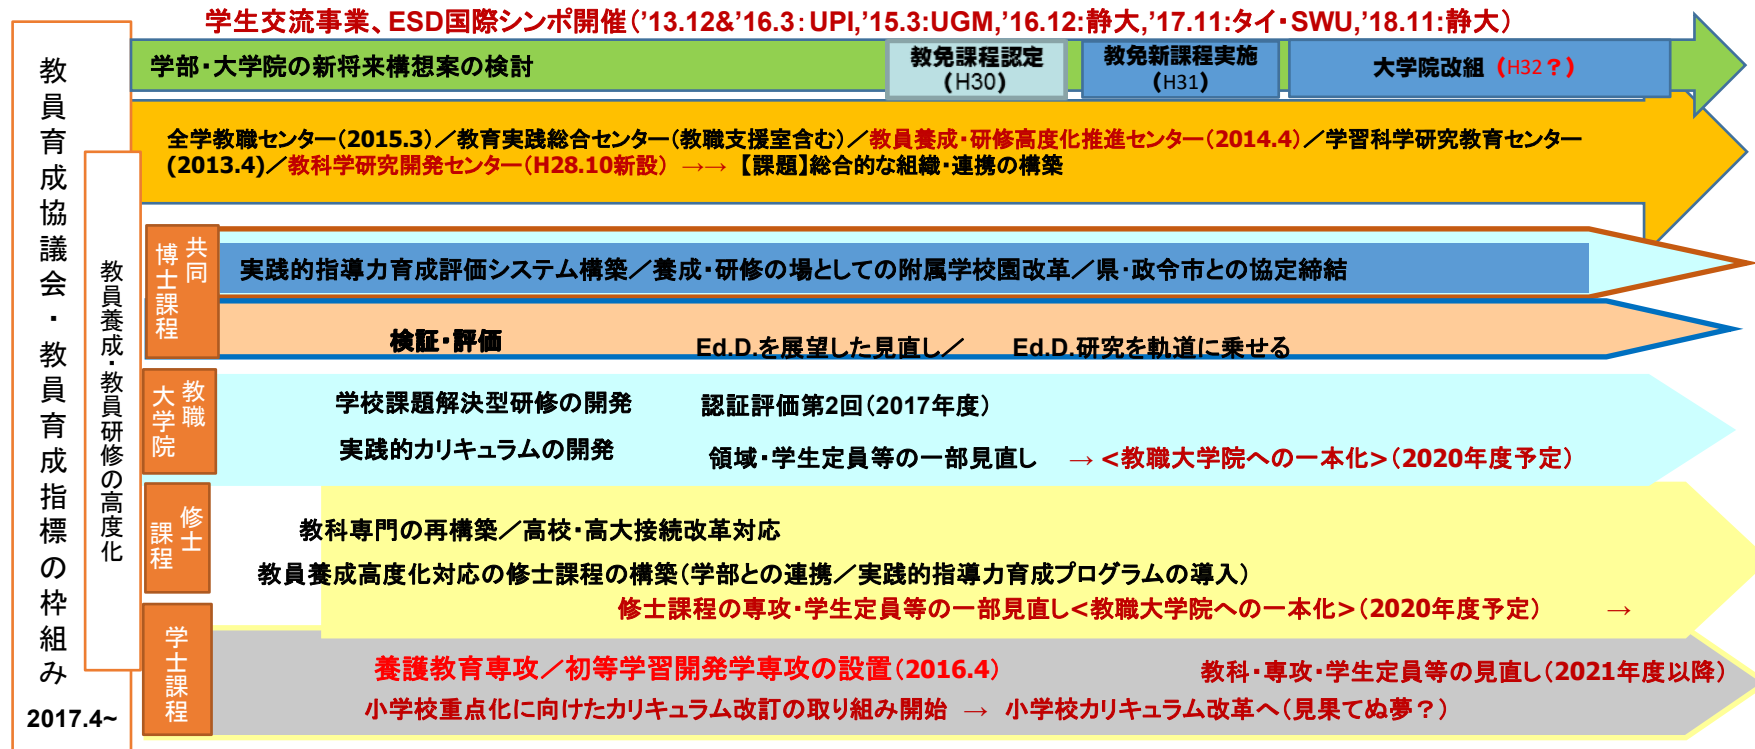 学生交流事業、ESD国際シンポ開催（’13.12&’16.3：UPI,’15.3:UGM,’16.12:静大,’17.11:タイ・SWU,’18.11:静大）
教員育成協議会・教員育成指標の枠組み
2017.4~
教員養成・教員研修の高度化
学部・大学院の新将来構想案の検討
教免課程認定
(H30)
教免新課程実施
(H31)
大学院改組（H32？）
全学教職センター(2015.3)／教育実践総合センター(教職支援室含む)／教員養成・研修高度化推進センター(2014.4)／学習科学研究教育センター
(2013.4)／教科学研究開発センター(H28.10新設) →→ 【課題】総合的な組織・連携の構築
共同
博士課程
実践的指導力育成評価システム構築／養成・研修の場としての附属学校園改革／県・政令市との協定締結
検証・評価
Ed.D.を展望した見直し／
Ed.D.研究を軌道に乗せる
教職
大学院
学校課題解決型研修の開発
認証評価第2回(2017年度)
実践的カリキュラムの開発
領域・学生定員等の一部見直し → <教職大学院への一本化>(2020年度予定)
修士
課程
教科専門の再構築／高校・高大接続改革対応
教員養成高度化対応の修士課程の構築(学部との連携／実践的指導力育成プログラムの導入)
修士課程の専攻・学生定員等の一部見直し<教職大学院への一本化>(2020年度予定) →
学士課程
養護教育専攻／初等学習開発学専攻の設置(2016.4)
教科・専攻・学生定員等の見直し(2021年度以降)
小学校重点化に向けたカリキュラム改訂の取り組み開始 → 小学校カリキュラム改革へ(見果てぬ夢？)